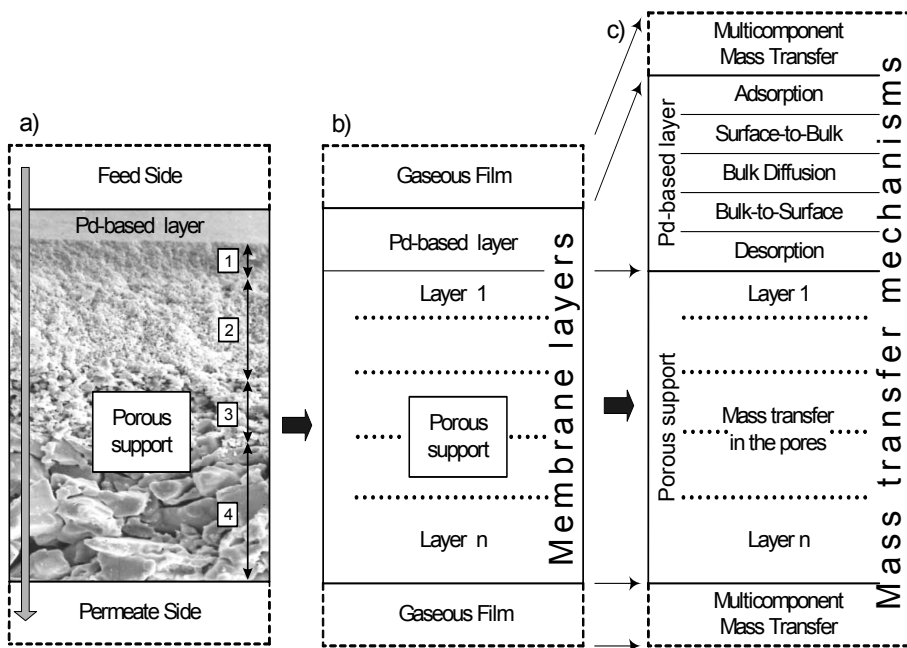 a)
Feed Side
Pd-based layer
1
2
3
4
Porous
support
Permeate Side
b)
Gaseous Film
Pd-based layer
Layer 1
Porous
support
Layer n
Gaseous Film
Membrane layers
c)
Multicomponent
Mass Transfer
Pd-based layer
Adsorption
Surface-to-Bulk
Bulk Diffusion
Bulk-to-Surface
Desorption
Porous support
Layer 1
Mass transfer
in the pores
Layer n
Multicomponent
Mass Transfer
Mass transfer mechanisms